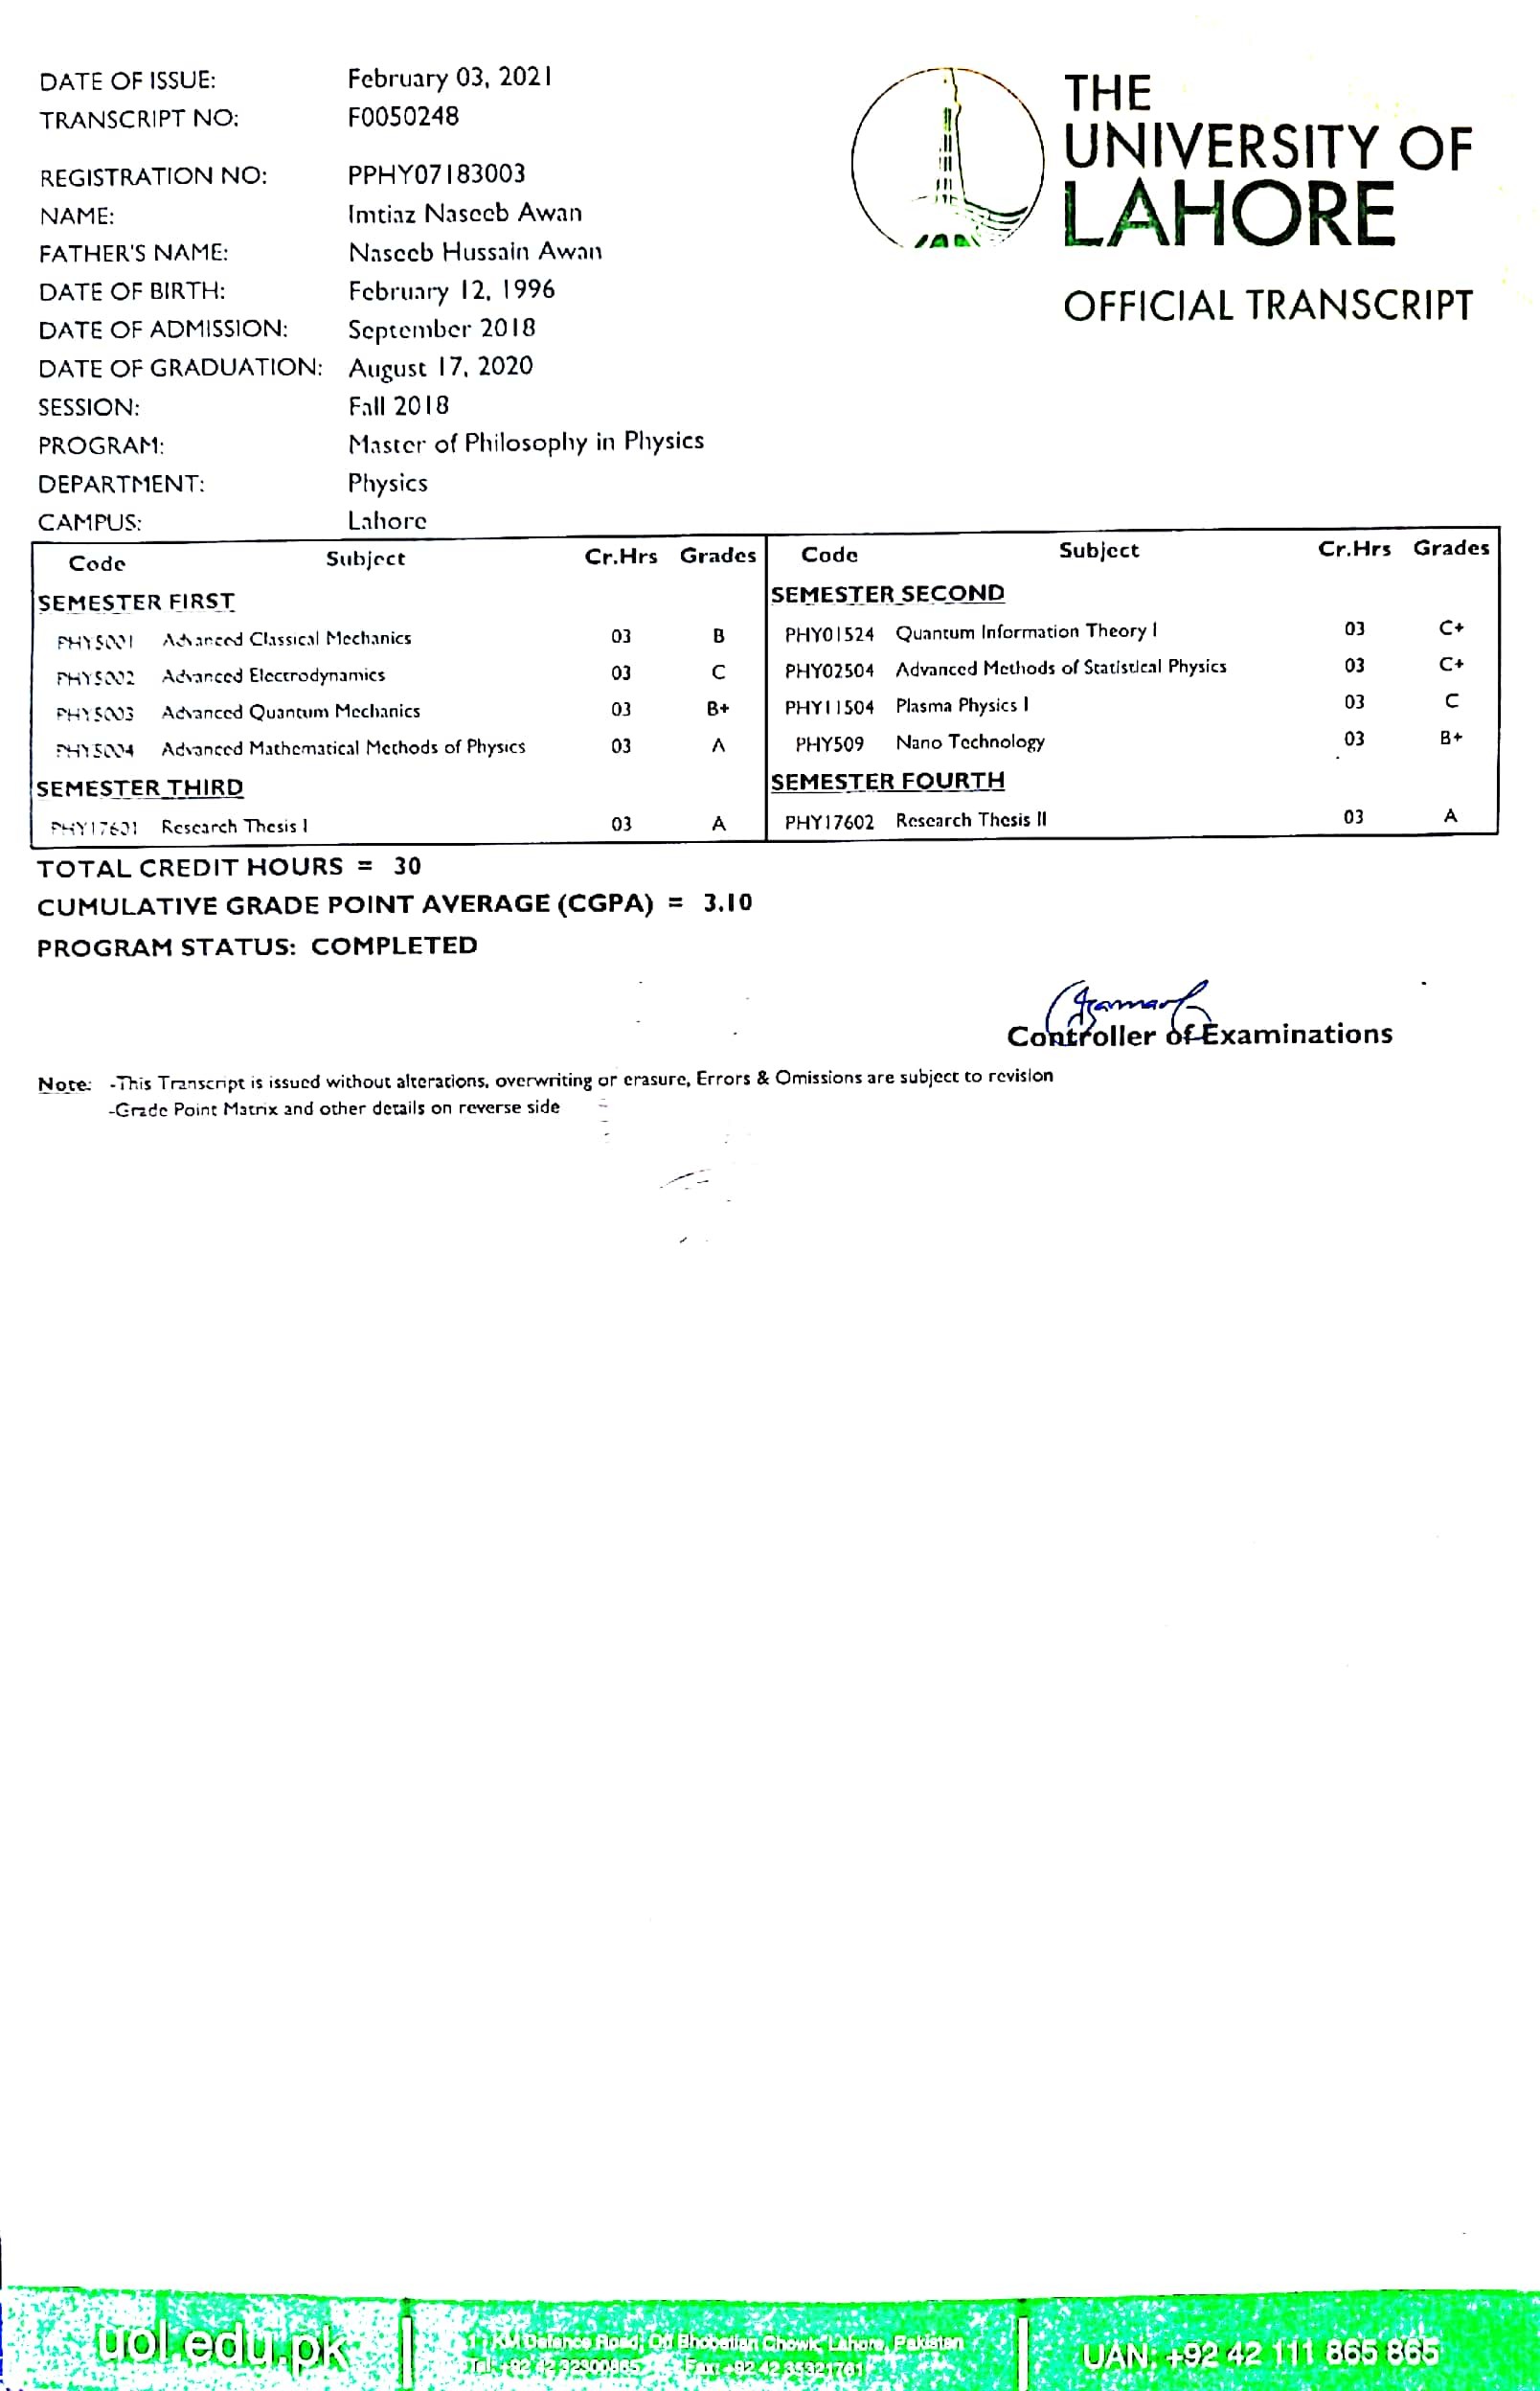 DATE OF ISSUE: February 03, 2021
TRANSCRIPT NO: F0050248
REGISTRATION NO: PPHY07183003
NAME: Imtiaz Naseeb Awan
FATHER'S NAME: Naseeb Hussain Awan
DATE OF BIRTH: February 12, 1996
DATE OF ADMISSION: September 2018
DATE OF GRADUATION: August 17, 2020
SESSION: Fall 2018
PROGRAM: Master of Philosophy in Physics
DEPARTMENT: Physics
CAMPUS: Lahore
THE
UNIVERSITY OF
LAHORE
OFFICIAL TRANSCRIPT
Code Subject Cr.Hrs Grades
SEMESTER FIRST
PHY5001 Advanced Classical Mechanics 03 B
PHY5002 Advanced Electrodynamics 03 C
PHY5003 Advanced Quantum Mechanics 03 B+
PHY5004 Advanced Mathematical Methods of Physics 03 A
SEMESTER THIRD
PHY17601 Research Thesis I 03 A
Code Subject Cr.Hrs Grades
SEMESTER SECOND
PHY01524 Quantum Information Theory I 03 C+
PHY02504 Advanced Methods of Statistical Physics 03 C+
PHY11504 Plasma Physics I 03 C
PHY509 Nano Technology 03 B+
SEMESTER FOURTH
PHY17602 Research Thesis II 03 A
TOTAL CREDIT HOURS = 30
CUMULATIVE GRADE POINT AVERAGE (CGPA) = 3.10
PROGRAM STATUS: COMPLETED
Controller of Examinations
Note: -This Transcript is issued without alterations, overwriting or erasure, Errors & Omissions are subject to revision
-Grade Point Matrix and other details on reverse side
uol.edu.pk
1 KM Defence Road, Off Bhobatian Chowk, Lahore, Pakistan
Fax: +92 42 35321761
UAN: +92 42 111 865 865